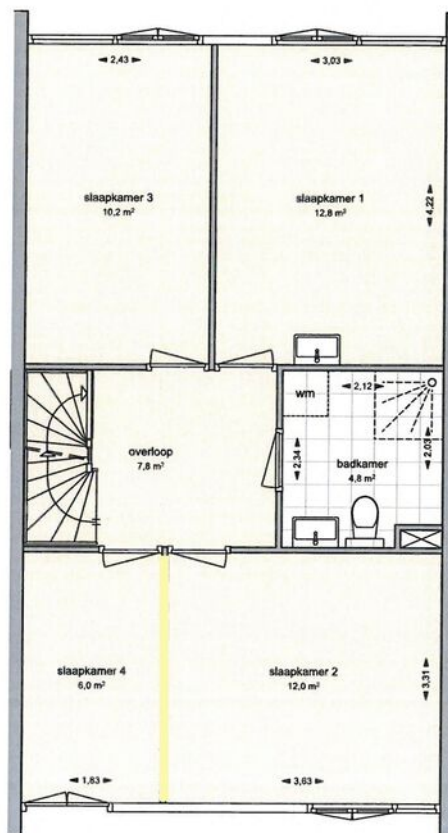 2,43
3,03
slaapkamer 3
10,2 m²
slaapkamer 1
12,8 m²
4,22
wm
2,12
overloop
7,8 m²
2,34
badkamer
4,8 m²
2,03
slaapkamer 4
6,0 m²
slaapkamer 2
12,0 m²
3,31
1,83
3,63